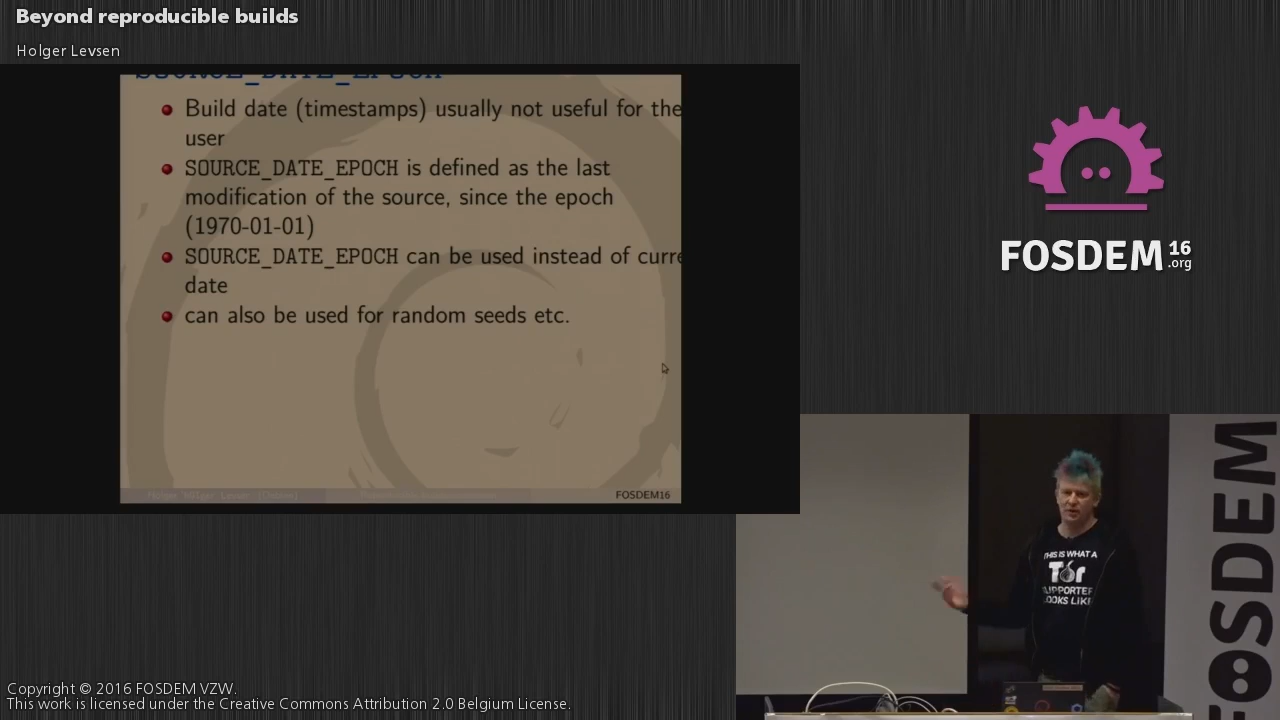 Beyond reproducible builds
Holger Levsen
SOURCE_DATE_EPOCH
Build date (timestamps) usually not useful for the
user
SOURCE_DATE_EPOCH is defined as the last
modification of the source, since the epoch
(1970-01-01)
SOURCE_DATE_EPOCH can be used instead of curre
date
can also be used for random seeds etc.
FOSDEM16
FOSDEM 16
.org
THIS IS WHAT A
Tor
SUPPORTER
LOOKS LIKE
FOSDEM
Copyright © 2016 FOSDEM VZW.
This work is licensed under the Creative Commons Attribution 2.0 Belgium License.